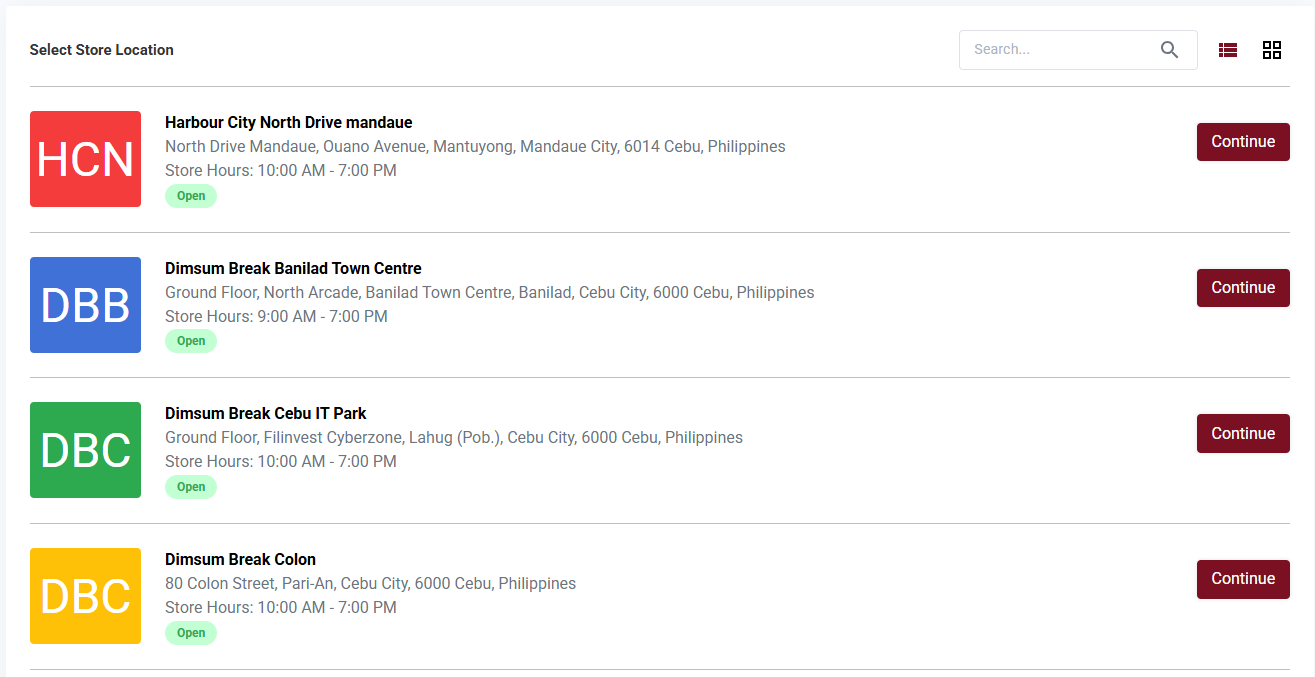 Select Store Location
Search...
HCN
Harbour City North Drive mandaue
North Drive Mandaue, Ouano Avenue, Mantuyong, Mandaue City, 6014 Cebu, Philippines
Store Hours: 10:00 AM - 7:00 PM
Open
Continue
DBB
Dimsum Break Banilad Town Centre
Ground Floor, North Arcade, Banilad Town Centre, Banilad, Cebu City, 6000 Cebu, Philippines
Store Hours: 9:00 AM - 7:00 PM
Open
Continue
DBC
Dimsum Break Cebu IT Park
Ground Floor, Filinvest Cyberzone, Lahug (Pob.), Cebu City, 6000 Cebu, Philippines
Store Hours: 10:00 AM - 7:00 PM
Open
Continue
DBC
Dimsum Break Colon
80 Colon Street, Pari-An, Cebu City, 6000 Cebu, Philippines
Store Hours: 10:00 AM - 7:00 PM
Open
Continue